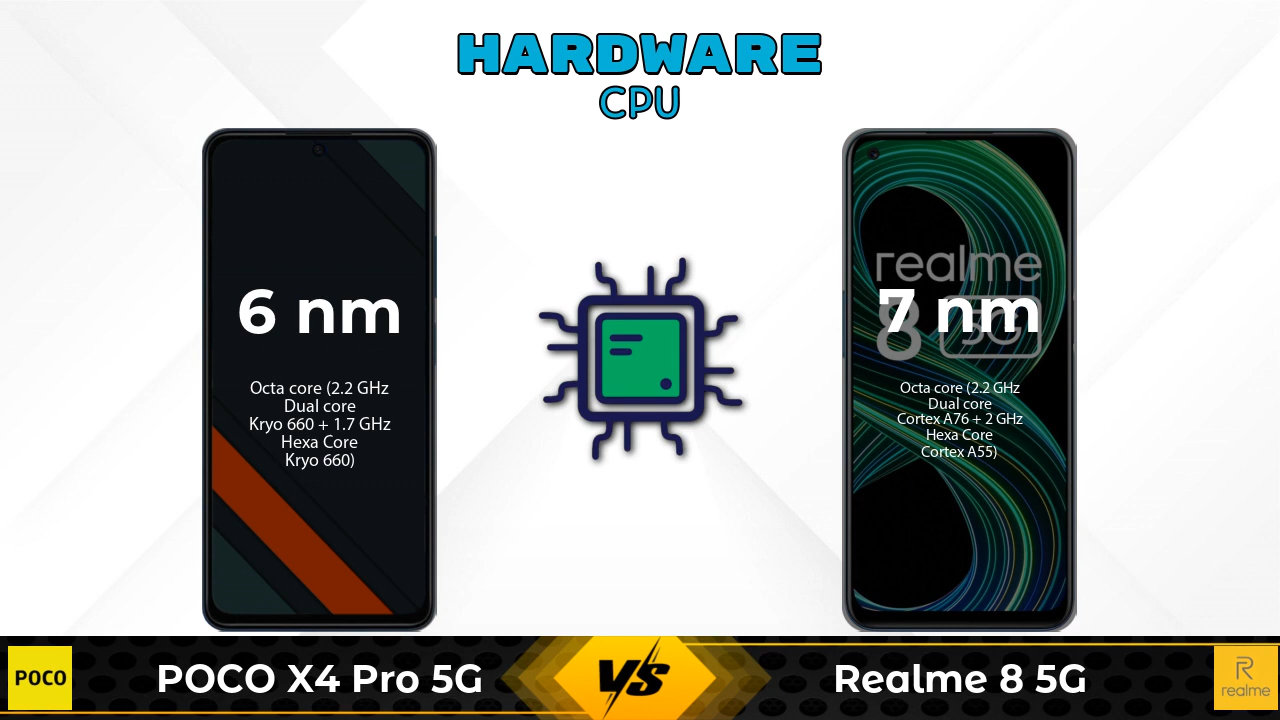 HARDWARE
CPU
6 nm
Octa core (2.2 GHz
Dual core
Kryo 660 + 1.7 GHz
Hexa Core
Kryo 660)
realme
8 5G
7 nm
Octa core (2.2 GHz
Dual core
Cortex A76 + 2 GHz
Hexa Core
Cortex A55)
POCO
POCO X4 Pro 5G
VS
Realme 8 5G
R
realme